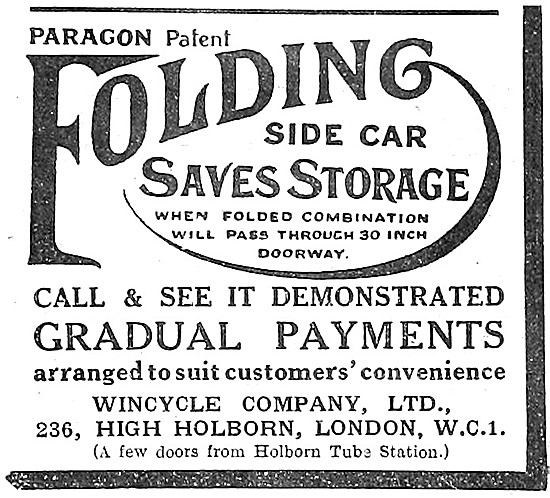 PARAGON Patent
FOLDING
SIDE CAR
SAVES STORAGE
WHEN FOLDED COMBINATION
WILL PASS THROUGH 30 INCH
DOORWAY.
CALL & SEE IT DEMONSTRATED
GRADUAL PAYMENTS
arranged to suit customers' convenience
WINCYCLE COMPANY, LTD.,
236, HIGH HOLBORN, LONDON, W.C.1.
(A few doors from Holborn Tube Station.)